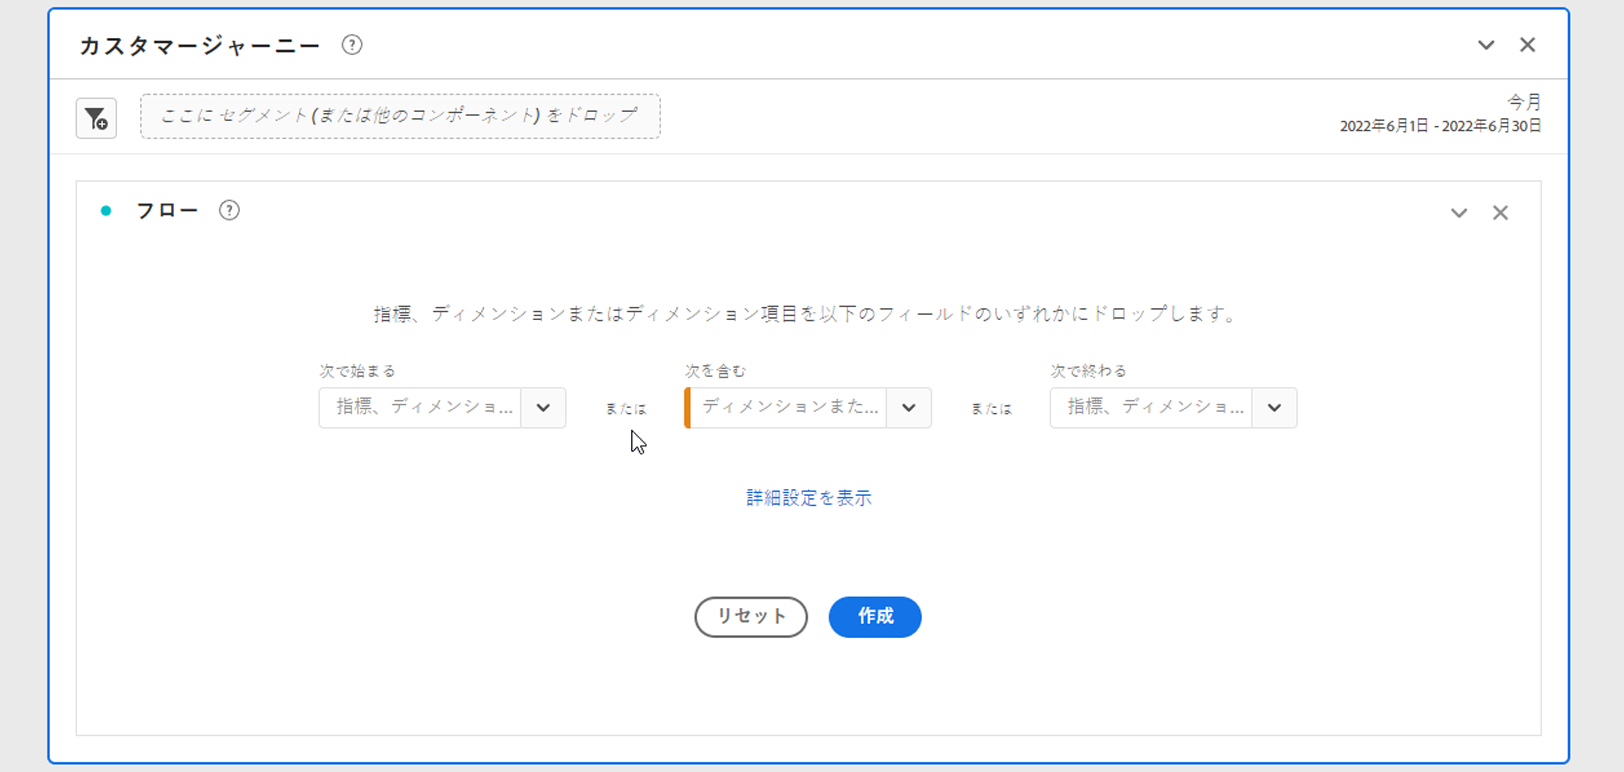 カスタマージャーニー ?
ここに セグメント (または他のコンポーネント) をドロップ
今月
2022年6月1日 - 2022年6月30日
フロー ?
指標、ディメンションまたはディメンション項目を以下のフィールドのいずれかにドロップします。
次で始まる 次を含む 次で終わる
指標、ディメンショ... または ディメンションまた... または 指標、ディメンショ...
詳細設定を表示
リセット 作成